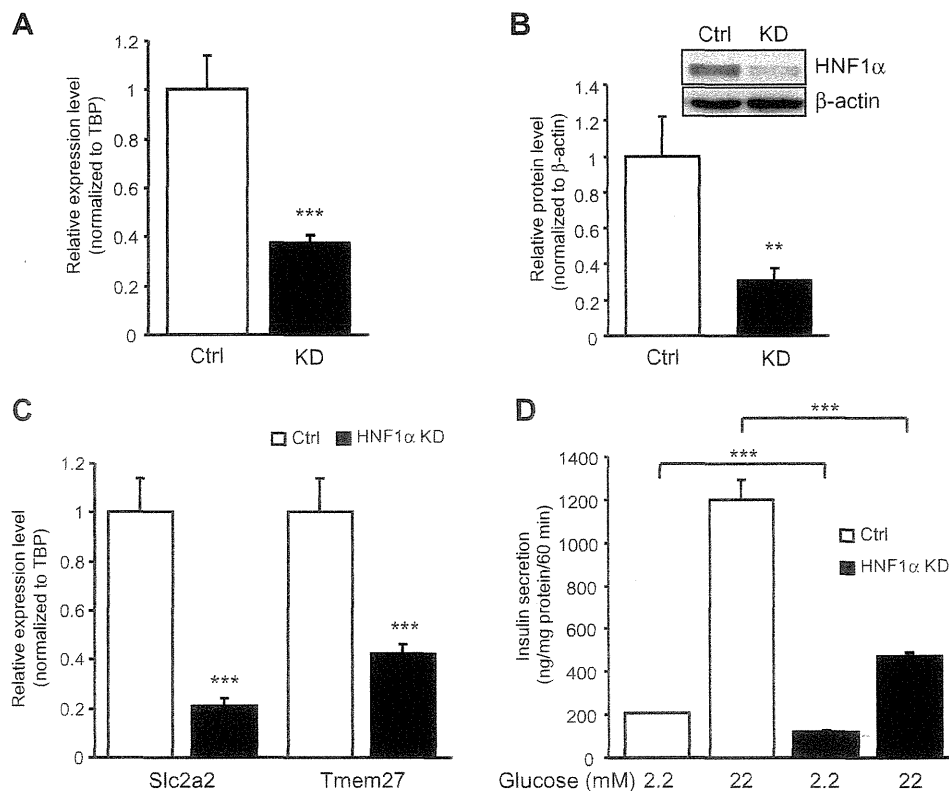 A
Relative expression level
(normalized to TBP)
1.2
1
0.8
0.6
0.4
0.2
0
***
Ctrl KD
B
Ctrl KD
HNF1α
β-actin
Relative protein level
(normalized to β-actin)
1.4
1.2
1
0.8
0.6
0.4
0.2
0
**
Ctrl KD
C
Ctrl HNF1α KD
Relative expression level
(normalized to TBP)
1.2
1
0.8
0.6
0.4
0.2
0
***
***
Slc2a2 Tmem27
D
***
***
Ctrl
HNF1α KD
Insulin secretion
(ng/mg protein/60 min)
1400
1200
1000
800
600
400
200
0
Glucose (mM) 2.2 22 2.2 22